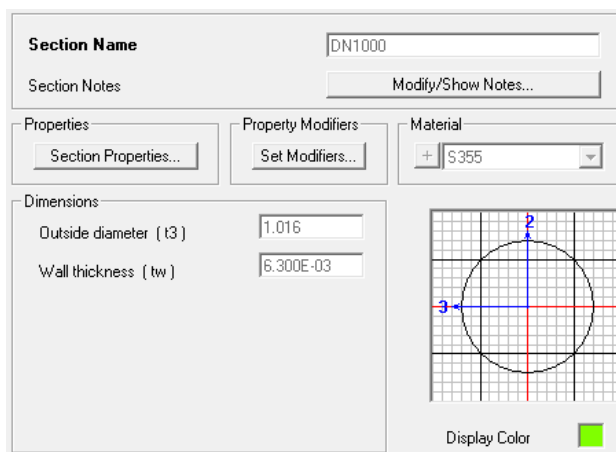 Section Name DN1000
Section Notes Modify/Show Notes...
Properties Property Modifiers Material
Section Properties... Set Modifiers... + S355
Dimensions
Outside diameter ( t3 ) 1.016
Wall thickness ( tw ) 6.300E-03
2
3
Display Color